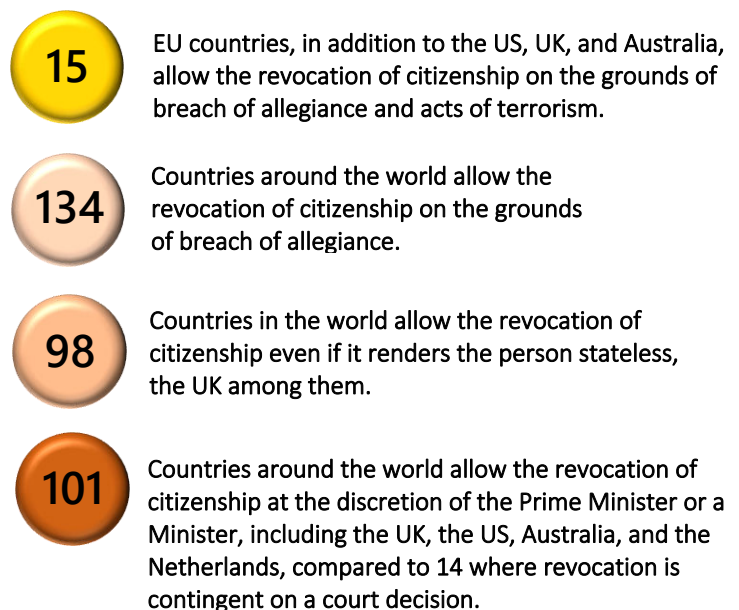 15
EU countries, in addition to the US, UK, and Australia,
allow the revocation of citizenship on the grounds of
breach of allegiance and acts of terrorism.
134
Countries around the world allow the
revocation of citizenship on the grounds
of breach of allegiance.
98
Countries in the world allow the revocation of
citizenship even if it renders the person stateless,
the UK among them.
101
Countries around the world allow the revocation of
citizenship at the discretion of the Prime Minister or a
Minister, including the UK, the US, Australia, and the
Netherlands, compared to 14 where revocation is
contingent on a court decision.